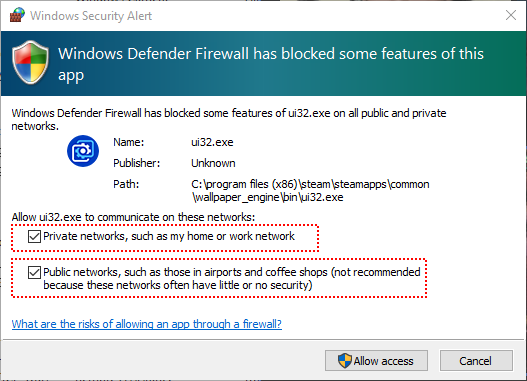 Windows Security Alert
Windows Defender Firewall has blocked some features of this
app
Windows Defender Firewall has blocked some features of ui32.exe on all public and private
networks.
Name: ui32.exe
Publisher: Unknown
Path: C:\program files (x86)\steam\steamapps\common
\wallpaper_engine\bin\ui32.exe
Allow ui32.exe to communicate on these networks:
Private networks, such as my home or work network
Public networks, such as those in airports and coffee shops (not recommended
because these networks often have little or no security)
What are the risks of allowing an app through a firewall?
Allow access Cancel